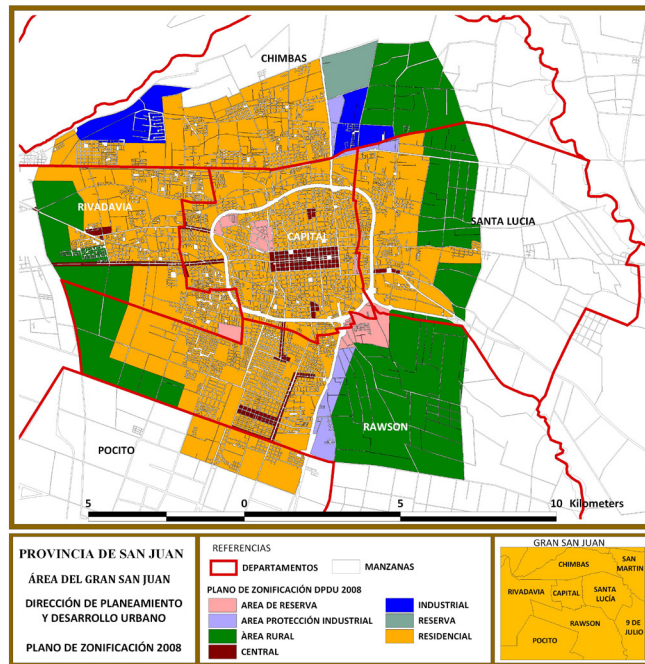 CHIMBAS
RIVADAVIA
SANTA LUCIA
CAPITAL
RAWSON
POCITO
5 0 5 10 Kilometers
PROVINCIA DE SAN JUAN
ÁREA DEL GRAN SAN JUAN
DIRECCIÓN DE PLANEAMIENTO
Y DESARROLLO URBANO
PLANO DE ZONIFICACIÓN 2008
REFERENCIAS
DEPARTAMENTOS MANZANAS
PLANO DE ZONIFICACIÓN DPDU 2008
AREA DE RESERVA INDUSTRIAL
AREA PROTECCIÓN INDUSTRIAL RESERVA
ÀREA RURAL RESIDENCIAL
CENTRAL
GRAN SAN JUAN
CHIMBAS
SAN
MARTIN
RIVADAVIA
CAPITAL
SANTA
LUCÍA
RAWSON
9 DE
JULIO
POCITO